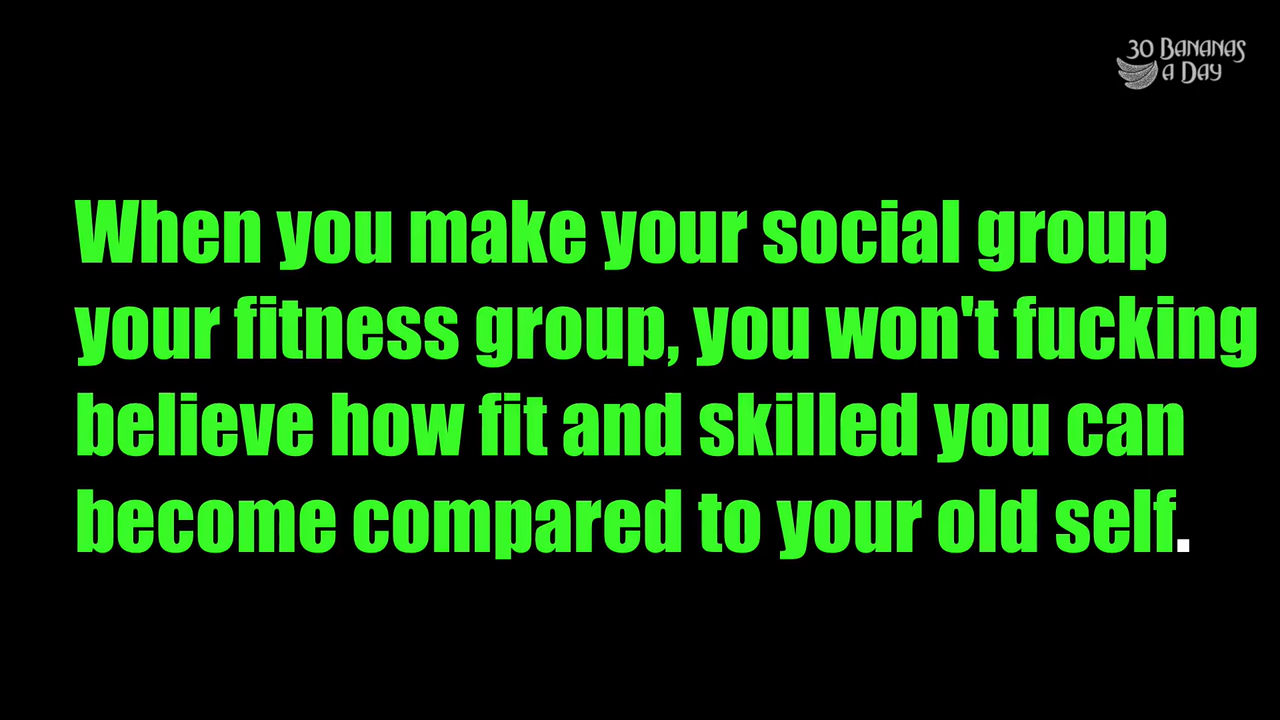 30 Bananas
a Day
When you make your social group
your fitness group, you won't fucking
believe how fit and skilled you can
become compared to your old self.